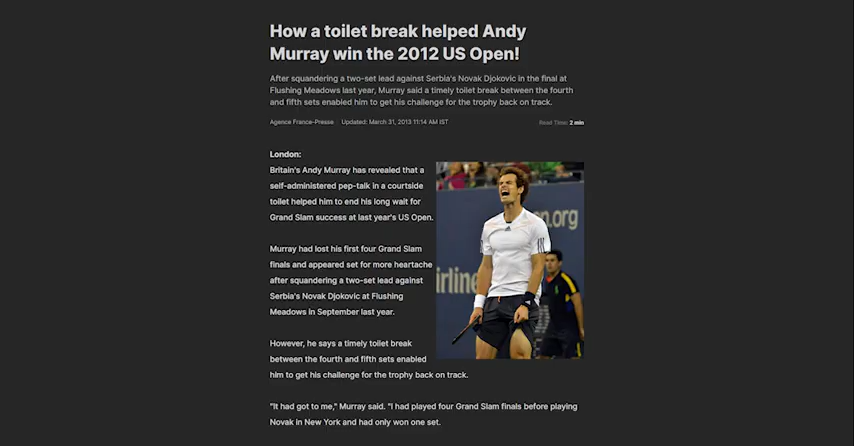 How a toilet break helped Andy
Murray win the 2012 US Open!
After squandering a two-set lead against Serbia's Novak Djokovic in the final at
Flushing Meadows last year, Murray said a timely toilet break between the fourth
and fifth sets enabled him to get his challenge for the trophy back on track.
Agence France-Presse Updated: March 31, 2013 11:14 AM IST
Read Time: 2 min
London:
Britain's Andy Murray has revealed that a
self-administered pep-talk in a courtside
toilet helped him to end his long wait for
Grand Slam success at last year's US Open.
Murray had lost his first four Grand Slam
finals and appeared set for more heartache
after squandering a two-set lead against
Serbia's Novak Djokovic at Flushing
Meadows in September last year.
However, he says a timely toilet break
between the fourth and fifth sets enabled
him to get his challenge for the trophy back on track.
"It had got to me," Murray said. "I had played four Grand Slam finals before playing
Novak in New York and had only won one set.
n.org
irline